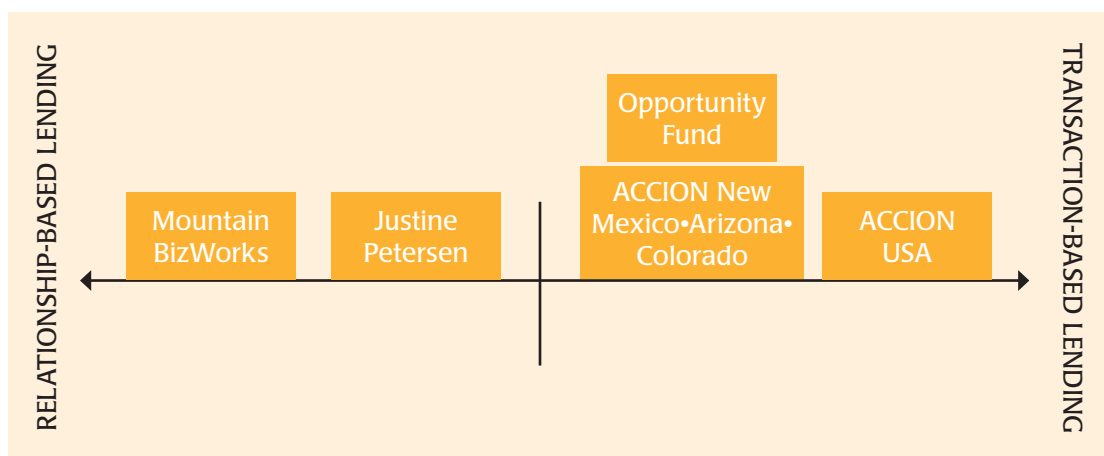 RELATIONSHIP-BASED LENDING
Mountain
BizWorks
Justine
Petersen
Opportunity
Fund
ACCION New
Mexico•Arizona•
Colorado
ACCION
USA
TRANSACTION-BASED LENDING